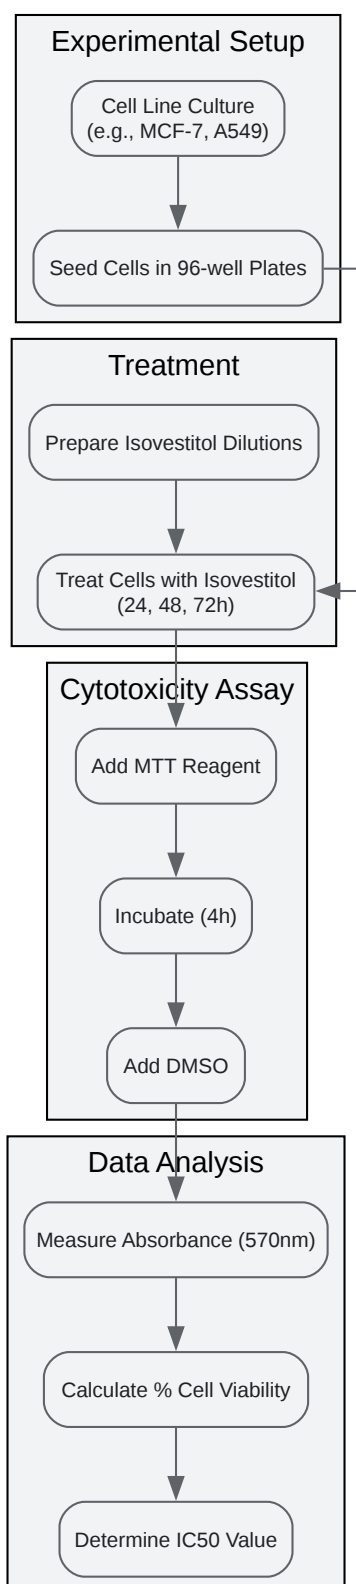 Experimental Setup
Cell Line Culture
(e.g., MCF-7, A549)
Seed Cells in 96-well Plates
Treatment
Prepare Isovestitol Dilutions
Treat Cells with Isovestitol
(24, 48, 72h)
Cytotoxicity Assay
Add MTT Reagent
Incubate (4h)
Add DMSO
Data Analysis
Measure Absorbance (570nm)
Calculate % Cell Viability
Determine IC50 Value